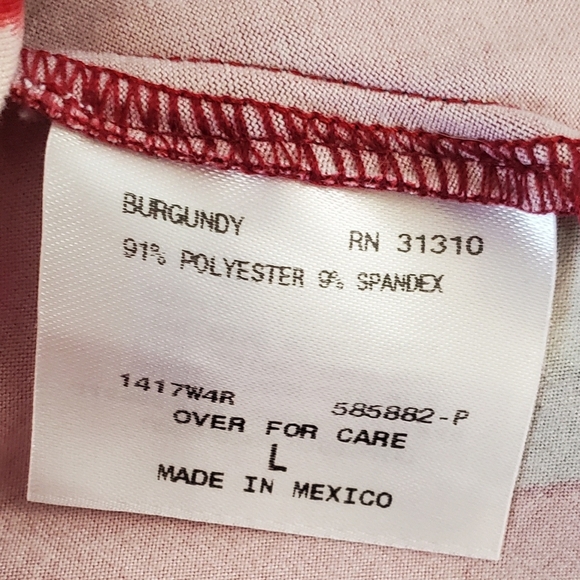 BURGUNDY RN 31310
91% POLYESTER 9% SPANDEX
1417W4R 585882-P
OVER FOR CARE
L
MADE IN MEXICO